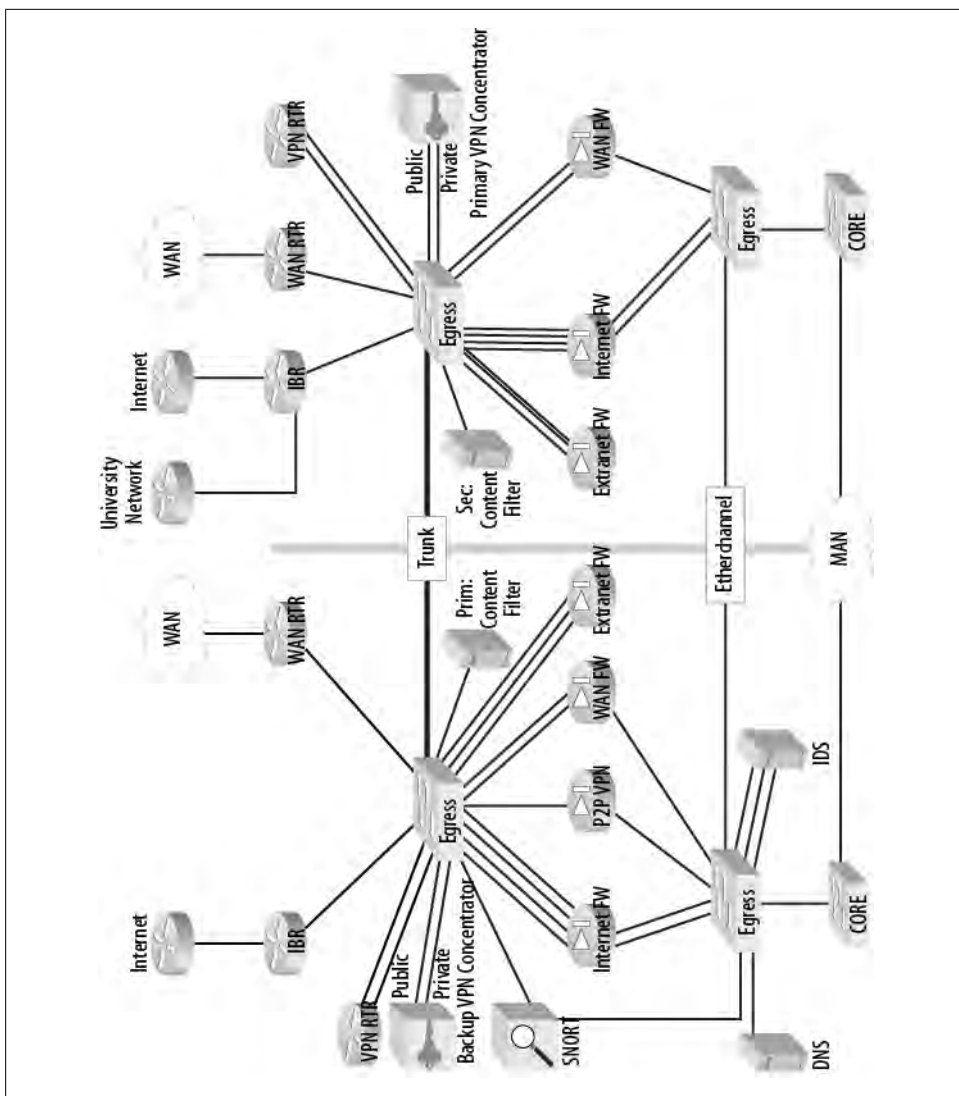 Internet
IBR
VPN RTR
Public
Private
Backup VPN Concentrator
SNORT
DNS
Egress
Internet FW
P2P VPN
WAN FW
Extranet FW
Prim:
Content
Filter
WAN
WAN RTR
Egress
IDS
CORE
Trunk
Etherchannel
MAN
University
Network
Internet
IBR
WAN
WAN RTR
VPN RTR
Public
Private
Primary VPN Concentrator
Egress
Sec:
Content
Filter
Extranet FW
Internet FW
WAN FW
Egress
CORE